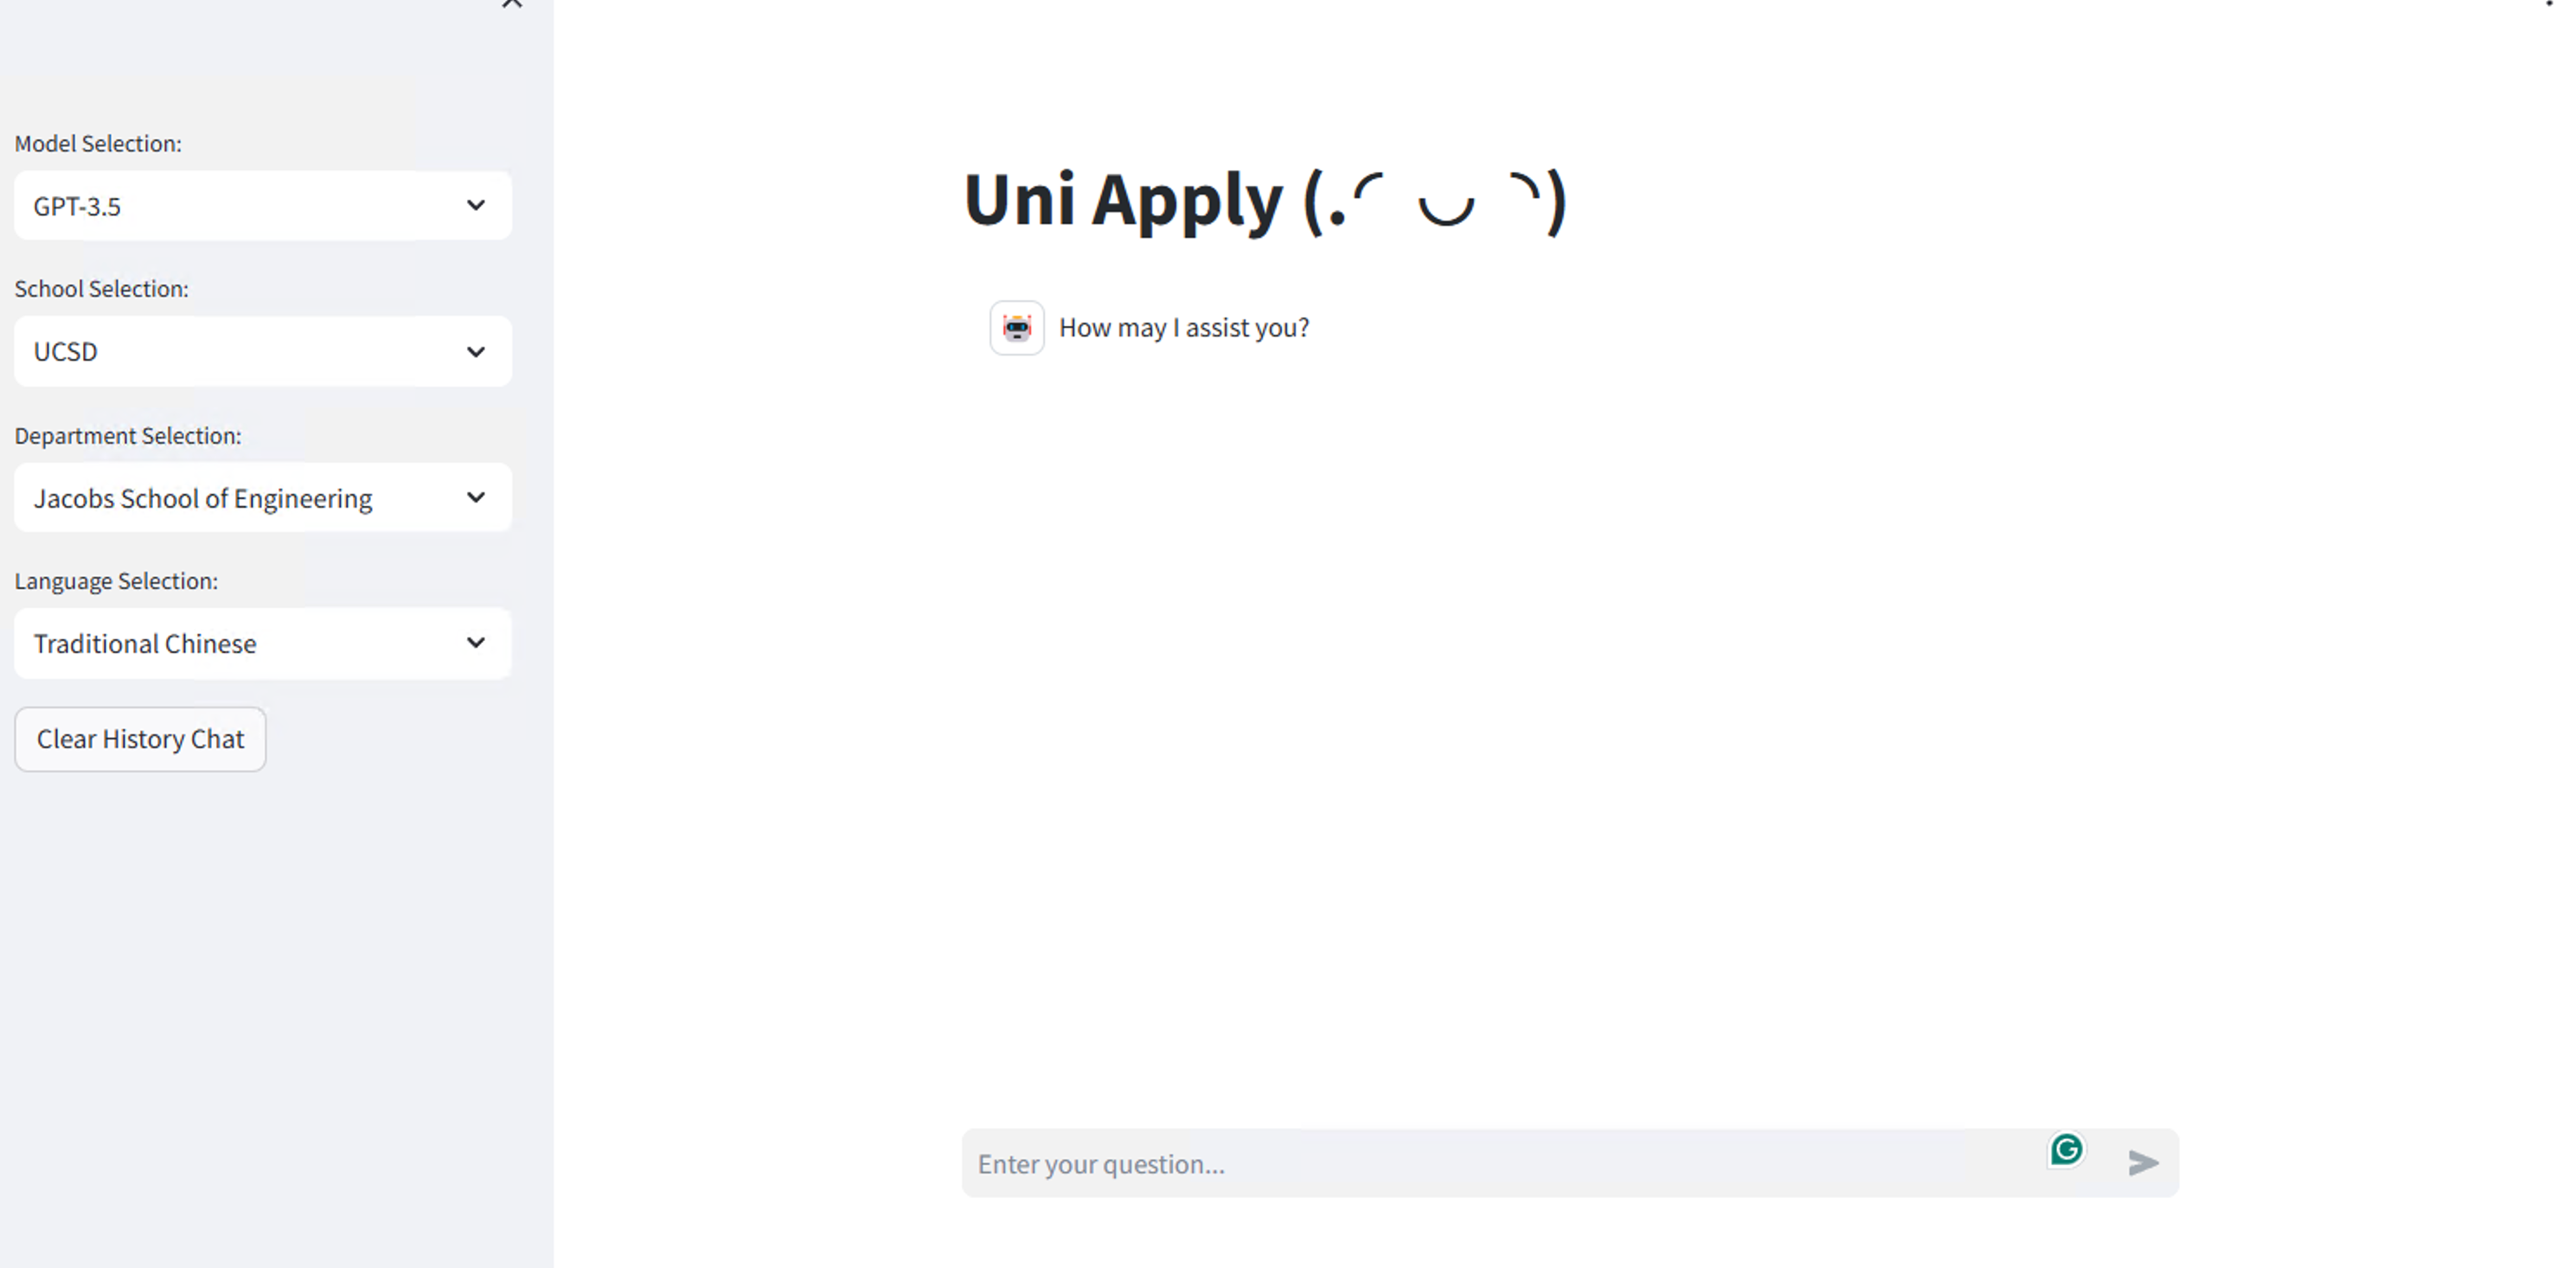 Model Selection:
GPT-3.5
School Selection:
UCSD
Department Selection:
Jacobs School of Engineering
Language Selection:
Traditional Chinese
Clear History Chat
Uni Apply (.◜ ◡ ◝)
How may I assist you?
Enter your question...